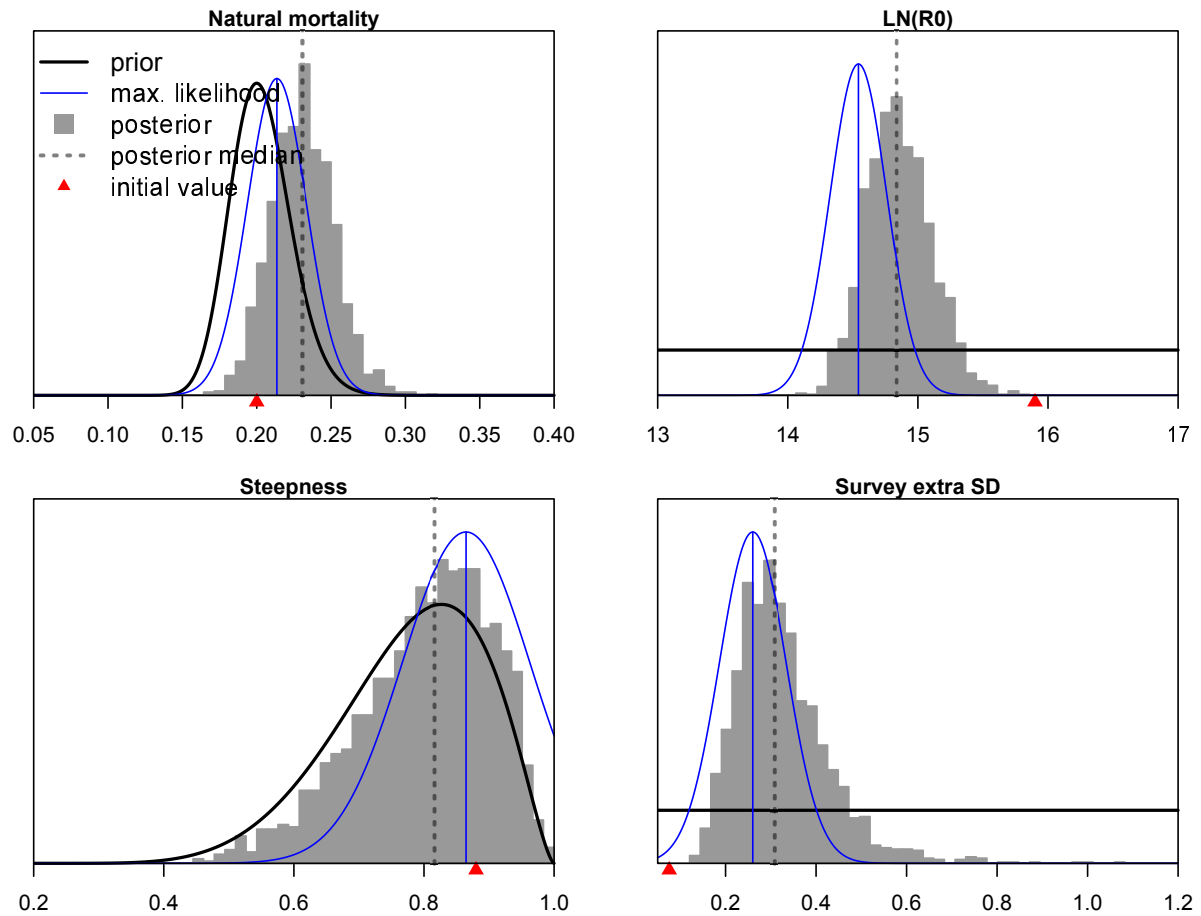 Natural mortality
prior
max. likelihood
posterior
posterior median
initial value
0.05 0.10 0.15 0.20 0.25 0.30 0.35 0.40
LN(R0)
13 14 15 16 17
Steepness
0.2 0.4 0.6 0.8 1.0
Survey extra SD
0.2 0.4 0.6 0.8 1.0 1.2